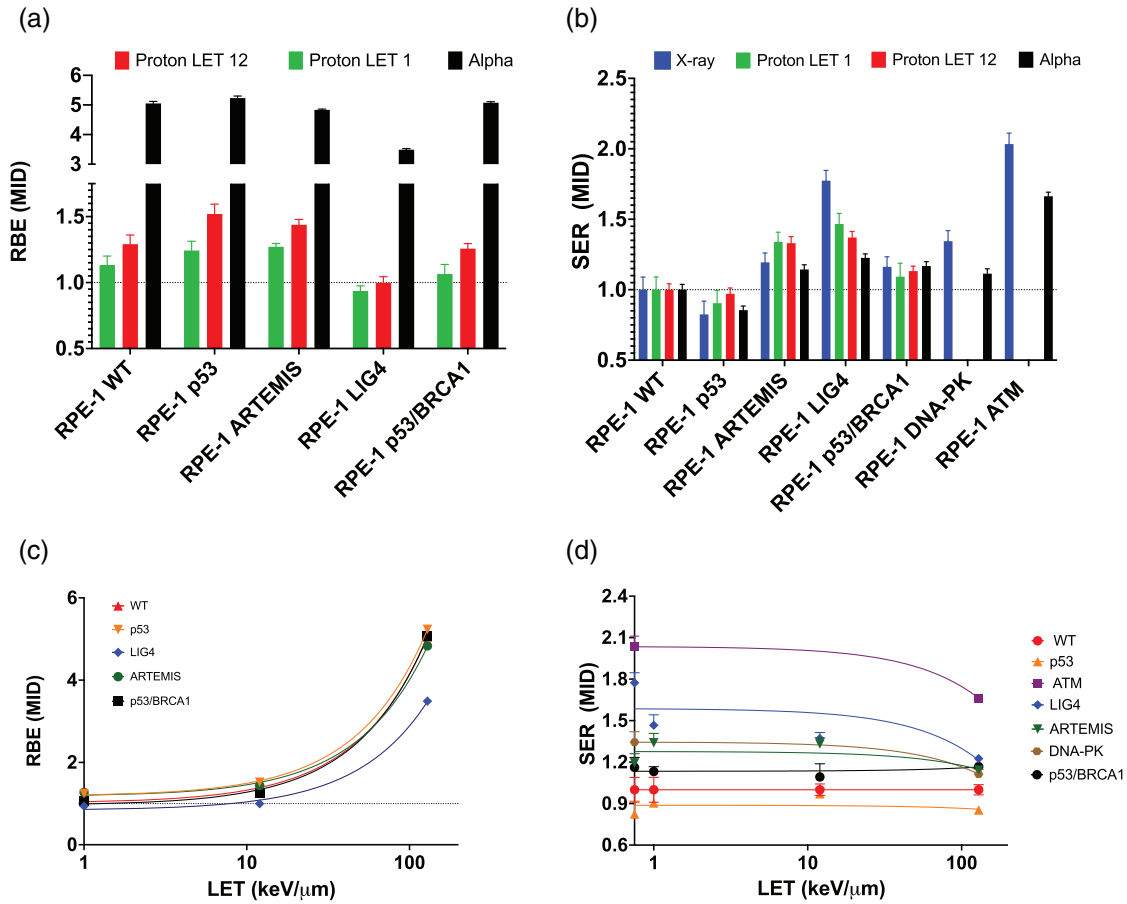 (a)
Proton LET 12
Proton LET 1
Alpha
RBE (MID)
6
5
4
3
1.5
1.0
0.5
RPE-1 WT
RPE-1 p53
RPE-1 ARTEMIS
RPE-1 LIG4
RPE-1 p53/BRCA1
(b)
X-ray
Proton LET 1
Proton LET 12
Alpha
SER (MID)
2.5
2.0
1.5
1.0
0.5
RPE-1 WT
RPE-1 p53
RPE-1 ARTEMIS
RPE-1 LIG4
RPE-1 p53/BRCA1
RPE-1 DNA-PK
RPE-1 ATM
(c)
RBE (MID)
6
4
2
0
WT
p53
LIG4
ARTEMIS
p53/BRCA1
1
10
100
LET (keV/μm)
(d)
SER (MID)
2.4
2.1
1.8
1.5
1.2
0.9
0.6
1
10
100
LET (keV/μm)
WT
p53
ATM
LIG4
ARTEMIS
DNA-PK
p53/BRCA1